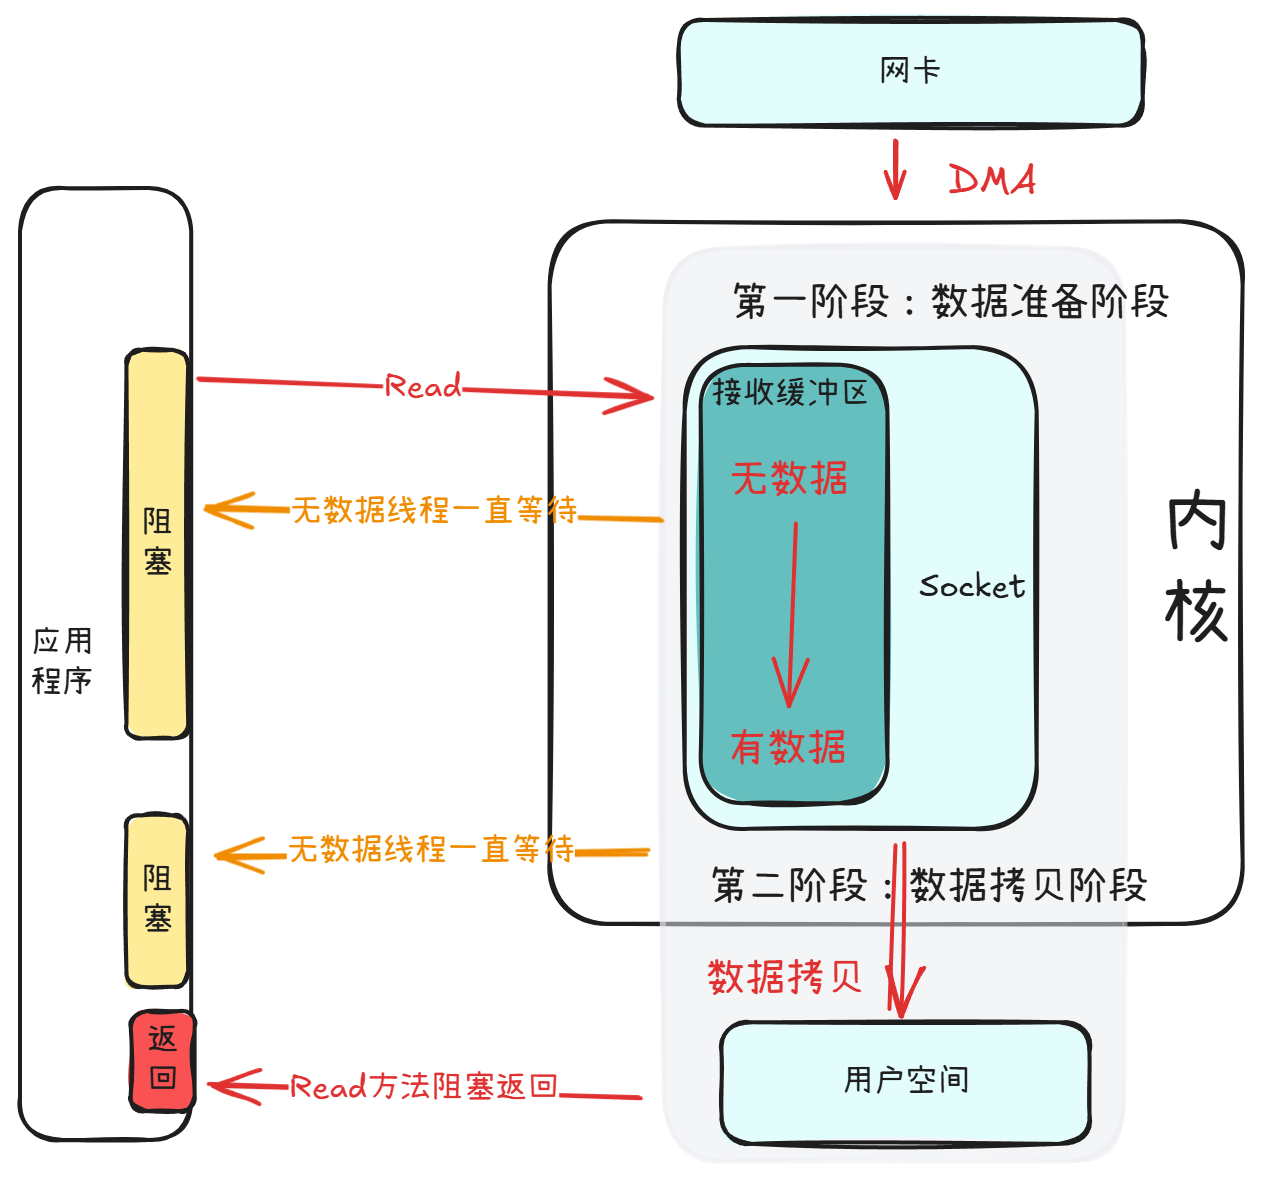 网卡
DMA
第一阶段：数据准备阶段
Read
接收缓冲区
无数据
无数据线程一直等待
阻
塞
内
核
Socket
应用
程序
有数据
无数据线程一直等待
阻
塞
第二阶段：数据拷贝阶段
数据拷贝
返
回
Read方法阻塞返回
用户空间